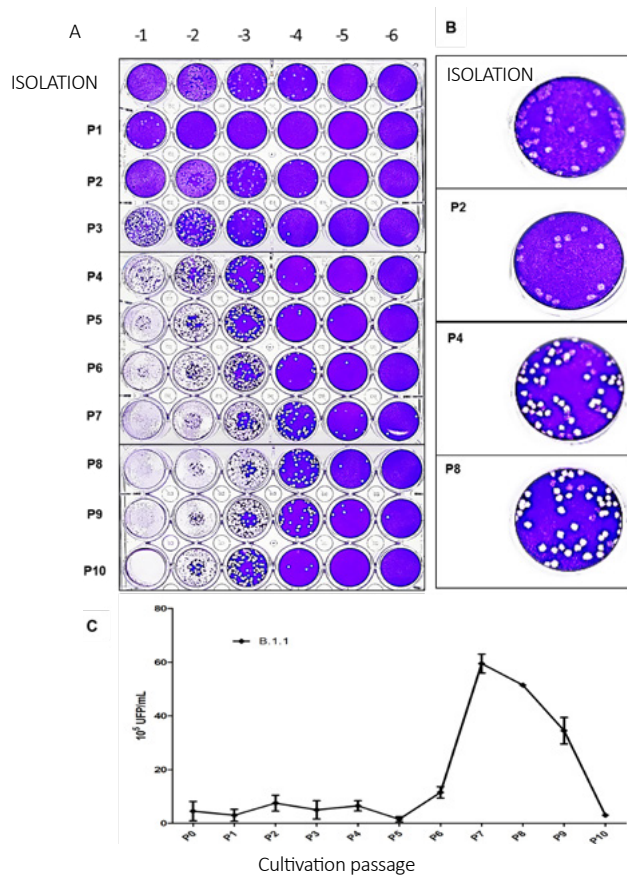 A -1 -2 -3 -4 -5 -6
ISOLATION
P1
P2
P3
P4
P5
P6
P7
P8
P9
P10
B
ISOLATION
P2
P4
P8
C
B.1.1
10⁵ UFP/mL
80
60
40
20
0
P0 P1 P2 P3 P4 P5 P6 P7 P8 P9 P10
Cultivation passage